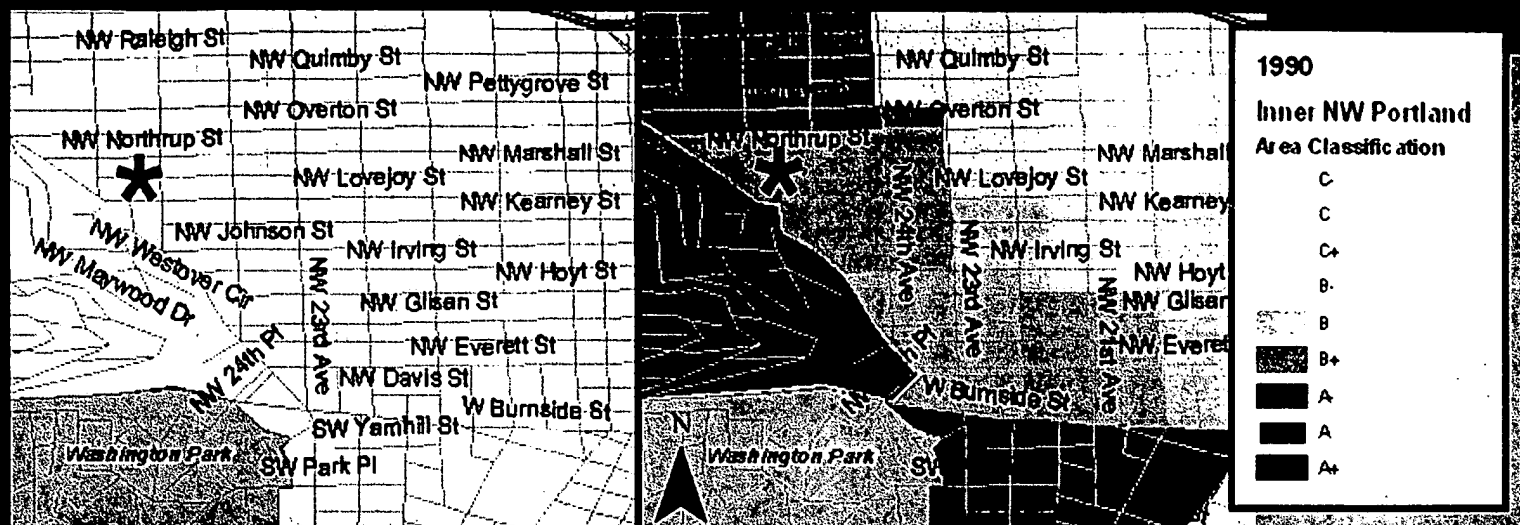 NW Raleigh St
NW Quimby St
NW Pettygrove St
NW Overton St
NW Northrup St
NW Marshall St
NW Lovejoy St
NW Kearney St
NW Johnson St
NW Westover Cir
NW Irving St
NW Maywood Dr
NW Hoyt St
NW Glisan St
NW 23rd Ave
NW Everett St
NW 24th Pl
NW Davis St
W Burnside St
SW Yamhill St
Washington Park
SW Park Pl
NW Quimby St
NW Overton St
NW Northrup St
NW Marshall
NW Lovejoy St
NW 24th Ave
NW Kearney
NW 23rd Ave
NW Irving St
NW Hoyt
NW 21st Ave
NW Glisan
NW Everet
W Burnside St
N
Washington Park
SW
1990
Inner NW Portland
Area Classification
C-
C
C+
B-
B
B+
A-
A
A+